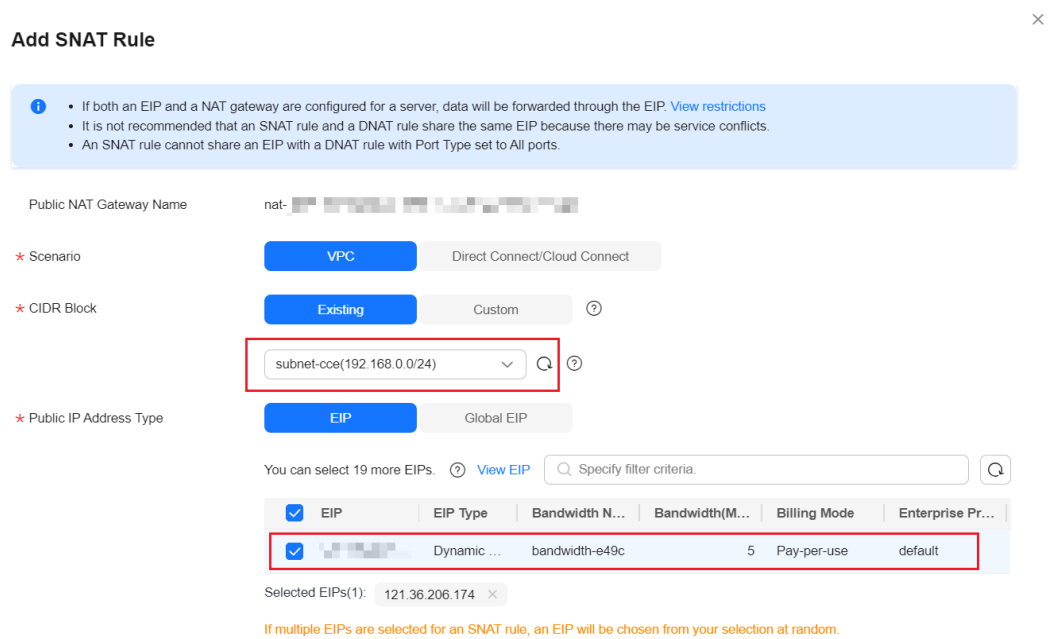 Add SNAT Rule
If both an EIP and a NAT gateway are configured for a server, data will be forwarded through the EIP. View restrictions
It is not recommended that an SNAT rule and a DNAT rule share the same EIP because there may be service conflicts.
An SNAT rule cannot share an EIP with a DNAT rule with Port Type set to All ports.
Public NAT Gateway Name nat-
* Scenario VPC Direct Connect/Cloud Connect
* CIDR Block Existing Custom
subnet-cce(192.168.0.0/24)
* Public IP Address Type EIP Global EIP
You can select 19 more EIPs. View EIP Specify filter criteria.
EIP EIP Type Bandwidth N... Bandwidth(M... Billing Mode Enterprise Pr...
Dynamic ... bandwidth-e49c 5 Pay-per-use default
Selected EIPs(1): 121.36.206.174
If multiple EIPs are selected for an SNAT rule, an EIP will be chosen from your selection at random.